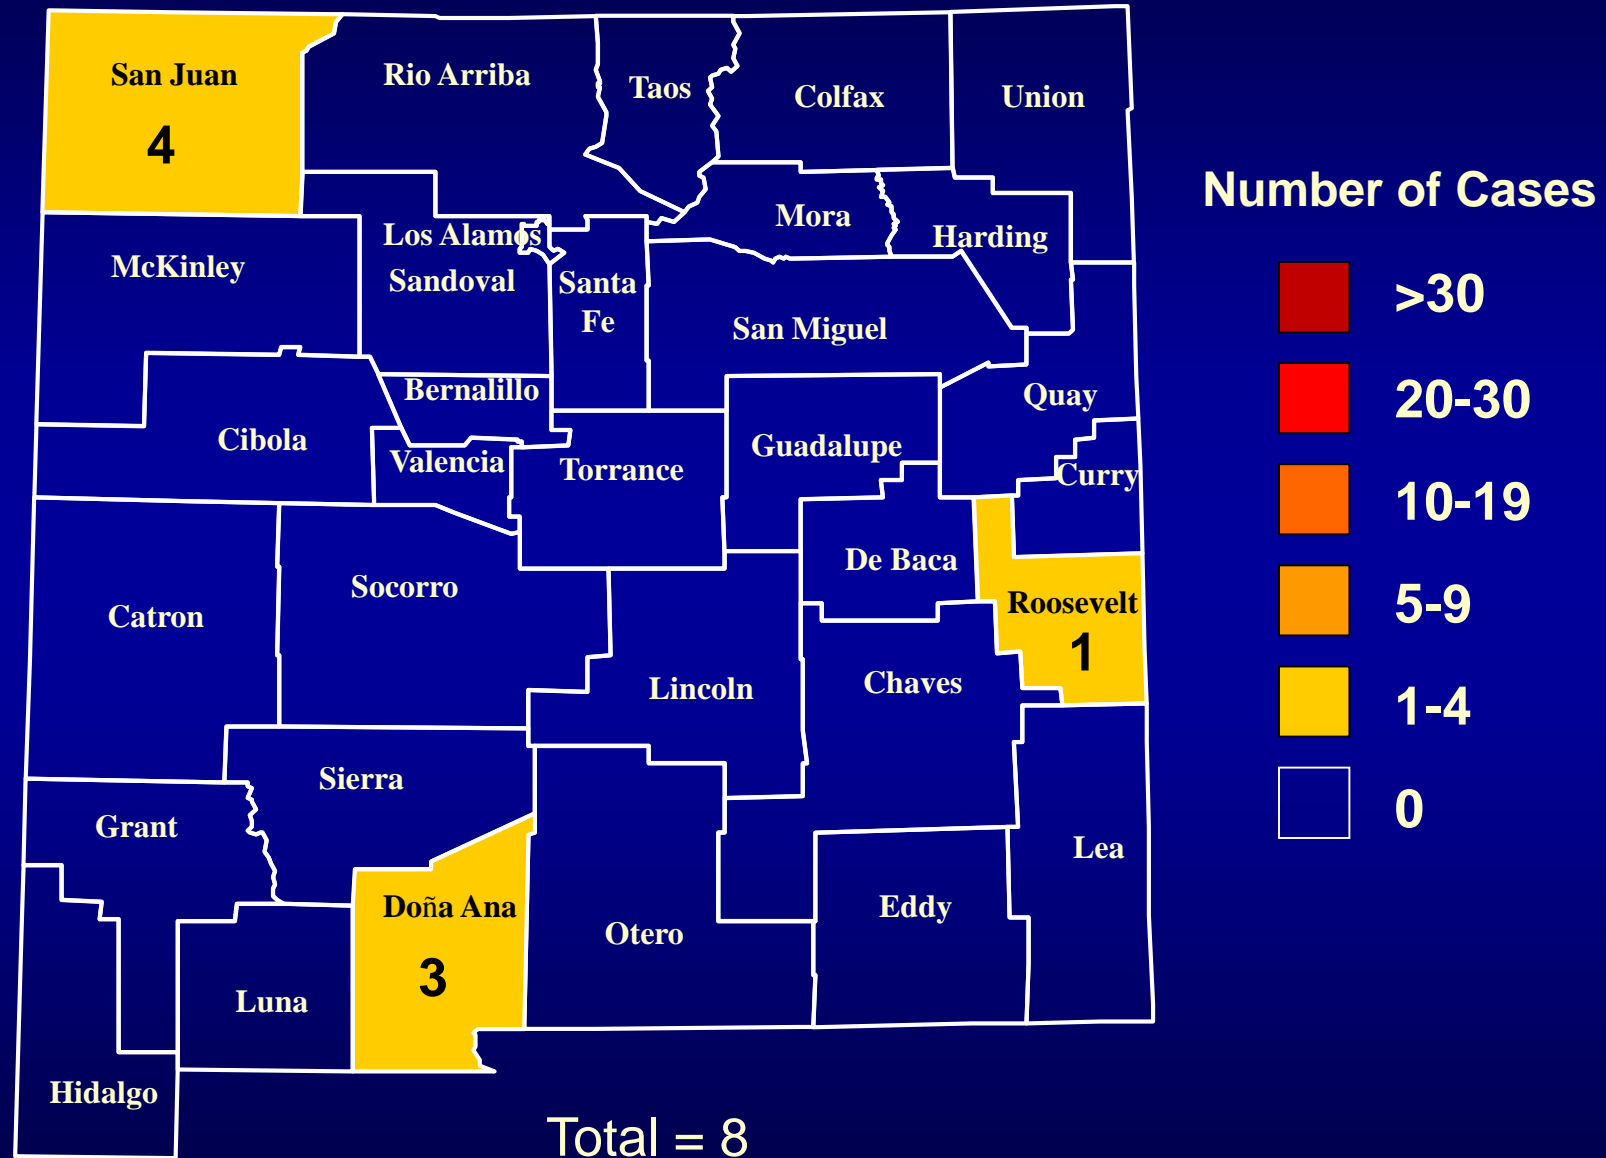 San Juan
4
Rio Arriba
Taos
Colfax
Union
Number of Cases
Los Alamos
Mora
Harding
McKinley
Sandoval
Santa
Fe
San Miguel
>30
Bernalillo
Quay
20-30
Cibola
Valencia
Torrance
Guadalupe
Curry
10-19
Catron
Socorro
De Baca
Roosevelt
1
5-9
Lincoln
Chaves
1-4
Sierra
0
Grant
Lea
Doña Ana
3
Otero
Eddy
Luna
Hidalgo
Total = 8